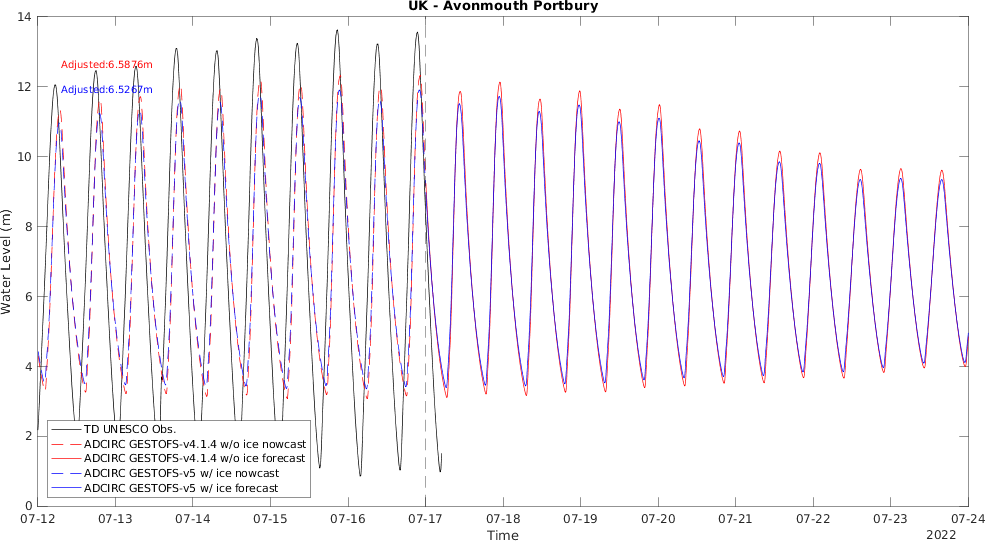 UK - Avonmouth Portbury
14
12
10
8
6
4
2
0
Water Level (m)
Adjusted:6.5876m
Adjusted:6.5267m
TD UNESCO Obs.
ADCIRC GESTOFS-v4.1.4 w/o ice nowcast
ADCIRC GESTOFS-v4.1.4 w/o ice forecast
ADCIRC GESTOFS-v5 w/ ice nowcast
ADCIRC GESTOFS-v5 w/ ice forecast
07-12 07-13 07-14 07-15 07-16 07-17 07-18 07-19 07-20 07-21 07-22 07-23 07-24
Time
2022